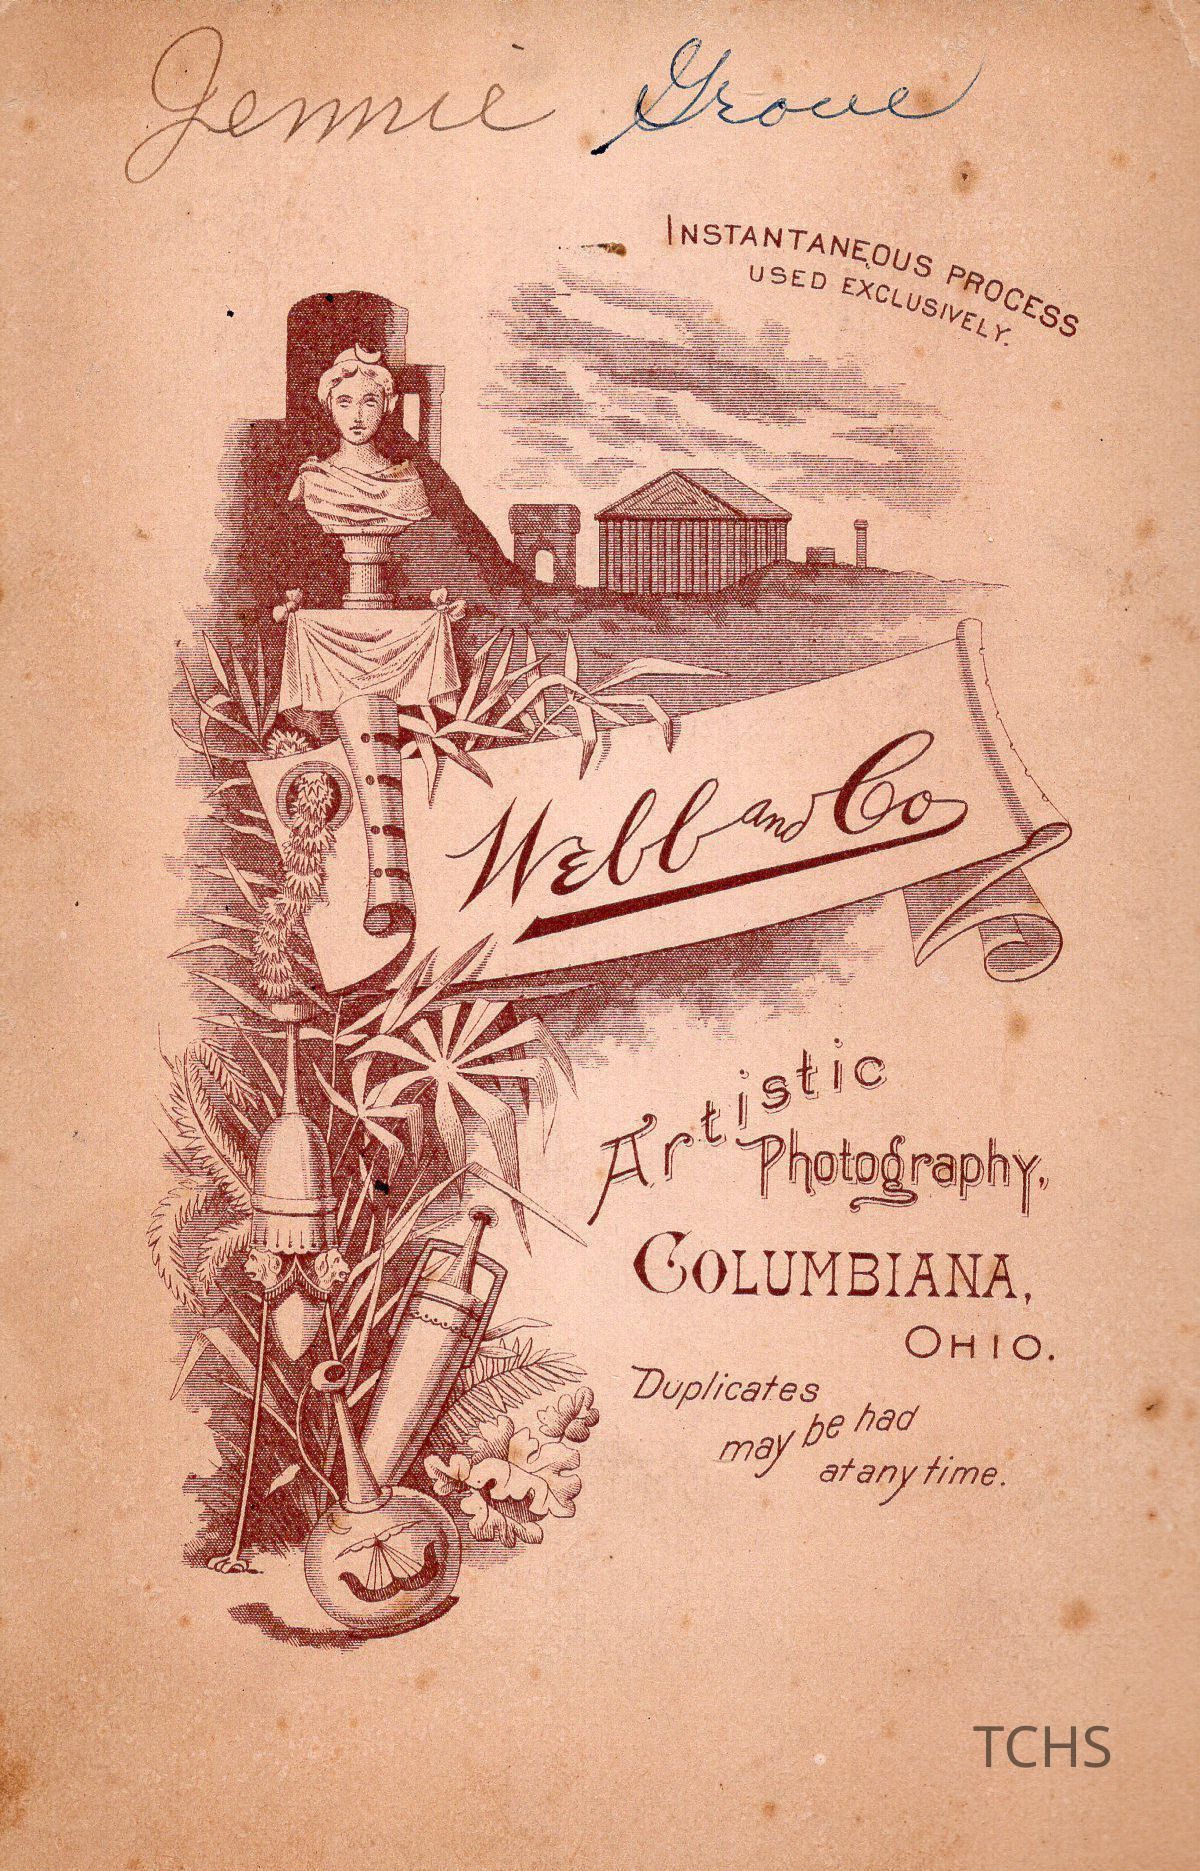 Jennie Grove
INSTANTANEOUS PROCESS
USED EXCLUSIVELY.
Webb and Co
Artistic
Photography,
COLUMBIANA,
OHIO.
Duplicates
may be had
at any time.
TCHS